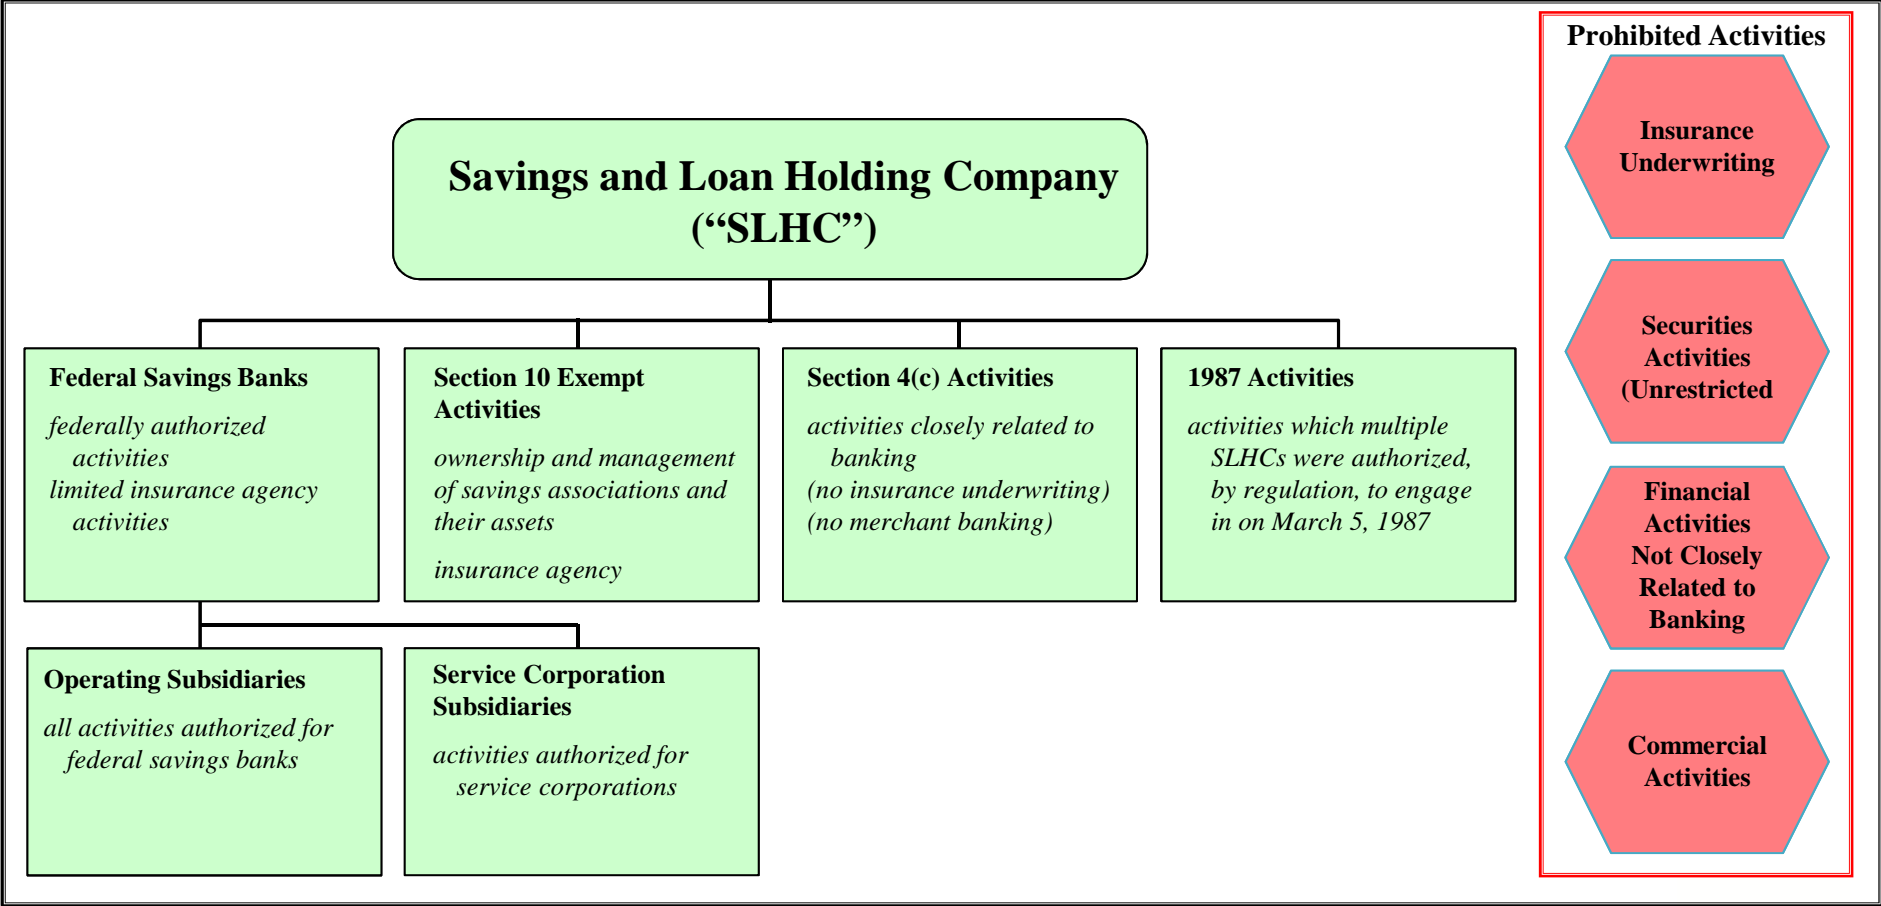 Prohibited Activities
Insurance
Underwriting
Securities
Activities
(Unrestricted
Financial
Activities
Not Closely
Related to
Banking
Commercial
Activities
Savings and Loan Holding Company
(“SLHC”)
Federal Savings Banks
federally authorized
activities
limited insurance agency
activities
Section 10 Exempt
Activities
ownership and management
of savings associations and
their assets
insurance agency
Section 4(c) Activities
activities closely related to
banking
(no insurance underwriting)
(no merchant banking)
1987 Activities
activities which multiple
SLHCs were authorized,
by regulation, to engage
in on March 5, 1987
Operating Subsidiaries
all activities authorized for
federal savings banks
Service Corporation
Subsidiaries
activities authorized for
service corporations